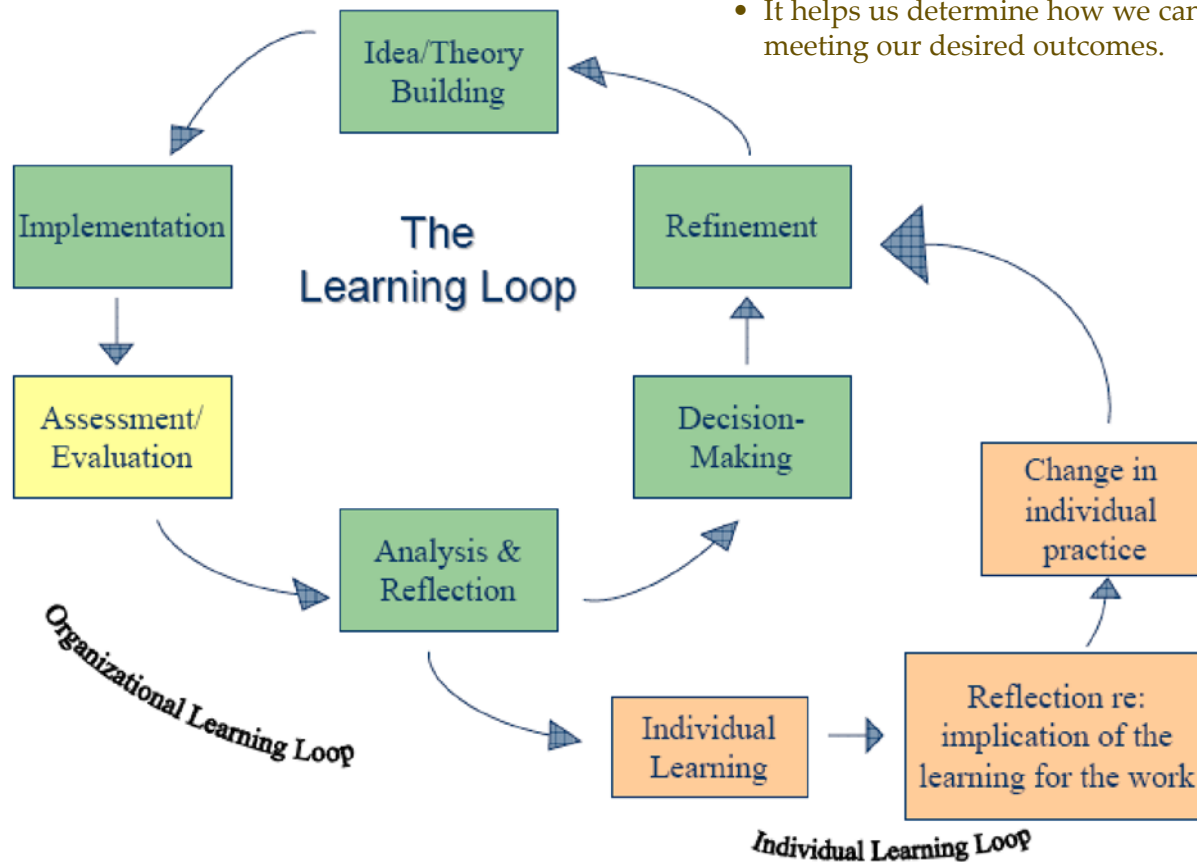 • It helps us determine how we can
meeting our desired outcomes.
Idea/Theory
Building
Implementation
The
Learning Loop
Refinement
Assessment/
Evaluation
Decision-
Making
Analysis &
Reflection
Change in
individual
practice
Organizational Learning Loop
Individual
Learning
Reflection re:
implication of the
learning for the work
Individual Learning Loop